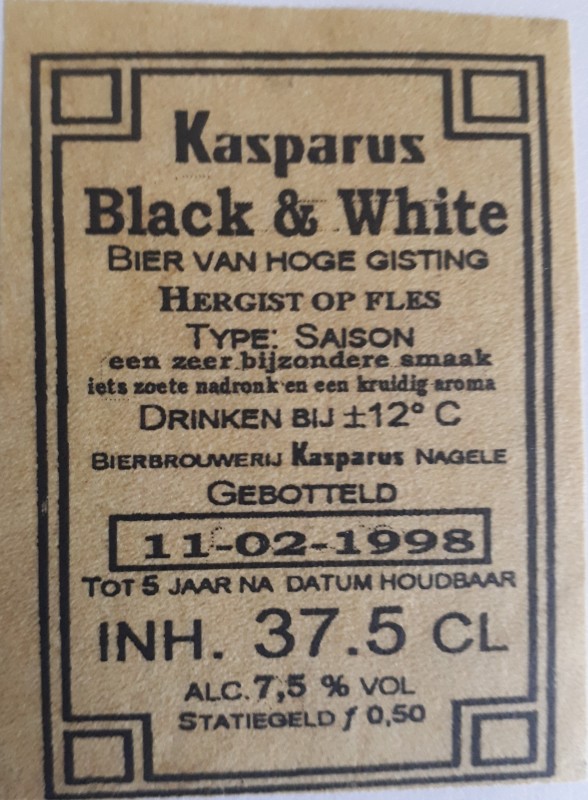 Kasparus
Black & White
BIER VAN HOGE GISTING
HERGIST OP FLES
TYPE: SAISON
een zeer bijzondere smaak
iets zoete nadronk en een kruidig aroma
DRINKEN BIJ ±12° C
BIERBROUWERIJ Kasparus NAGELE
GEBOTTELD
11-02-1998
TOT 5 JAAR NA DATUM HOUDBAAR
INH. 37.5 CL
ALC. 7,5 % VOL
STATIEGELD ƒ 0,50